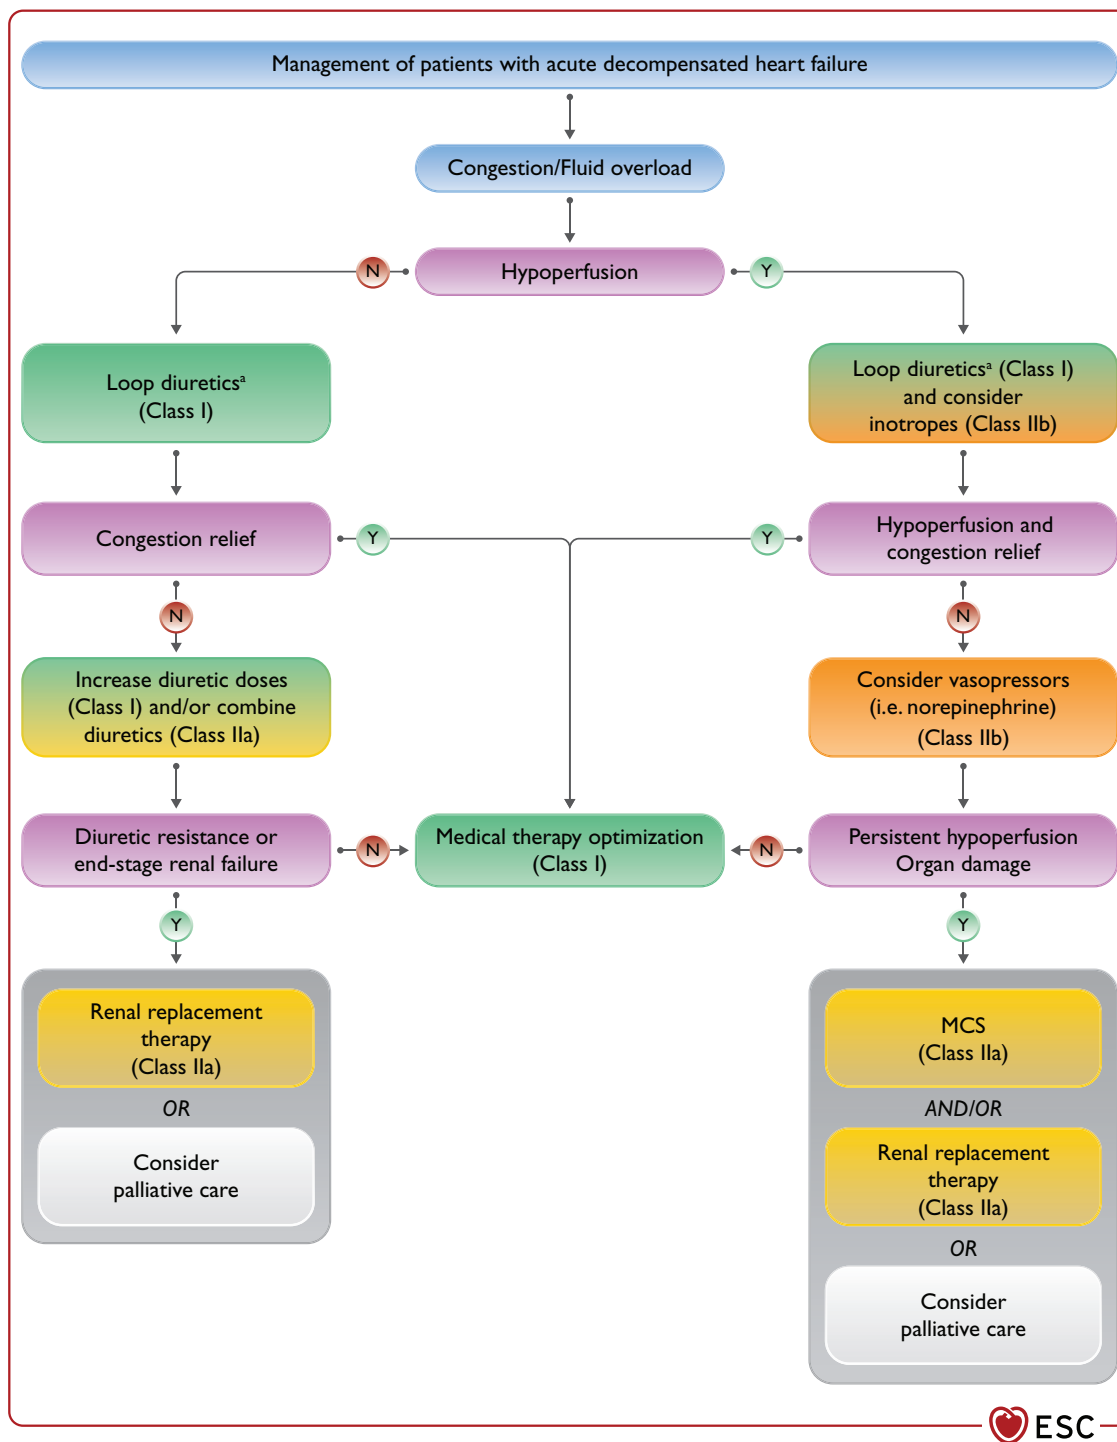 Management of patients with acute decompensated heart failure
Congestion/Fluid overload
N
Hypoperfusion
Y
Loop diureticsᵃ
(Class I)
Loop diureticsᵃ (Class I)
and consider
inotropes (Class IIb)
Congestion relief
Y
Y
Hypoperfusion and
congestion relief
N
N
Increase diuretic doses
(Class I) and/or combine
diuretics (Class IIa)
Consider vasopressors
(i.e. norepinephrine)
(Class IIb)
Diuretic resistance or
end-stage renal failure
N
Medical therapy optimization
(Class I)
N
Persistent hypoperfusion
Organ damage
Y
Y
Renal replacement
therapy
(Class IIa)
OR
Consider
palliative care
MCS
(Class IIa)
AND/OR
Renal replacement
therapy
(Class IIa)
OR
Consider
palliative care
ESC